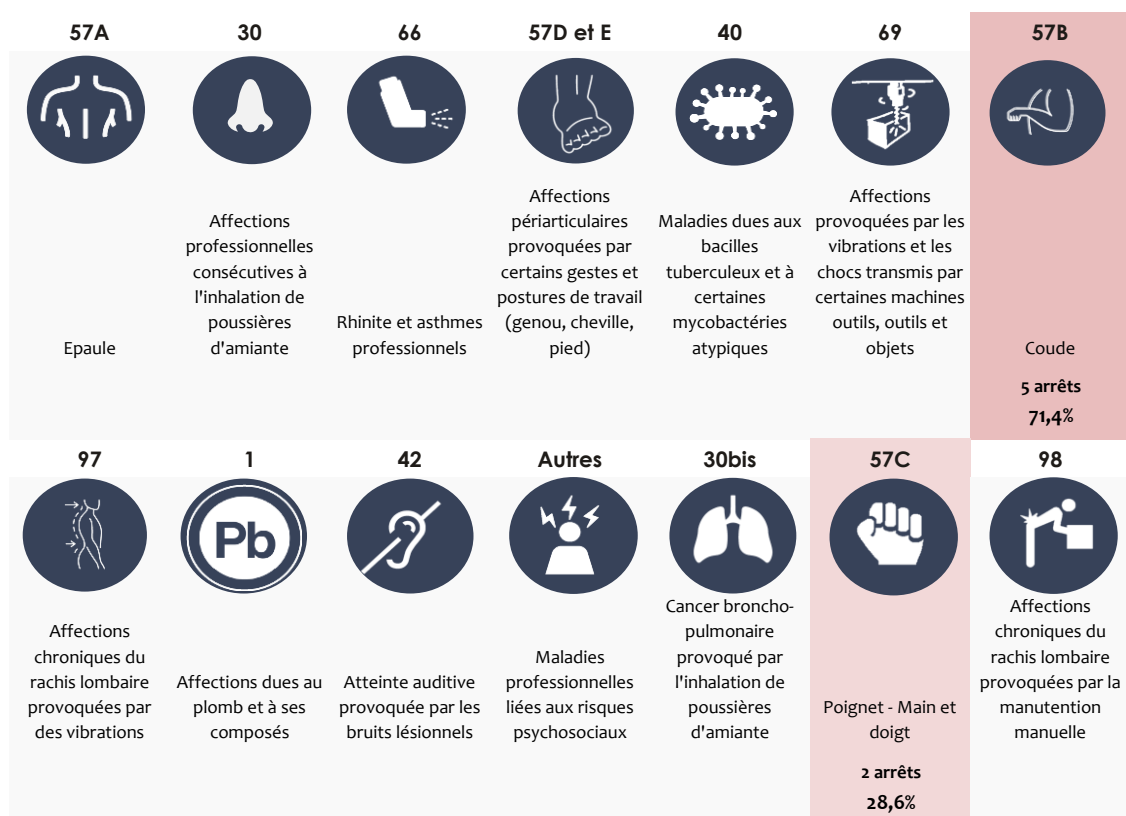 57A
Epaule
30
Affections
professionnelles
consécutives à
l'inhalation de
poussières
d'amiante
66
Rhinite et asthmes
professionnels
57D et E
Affections
périarticulaires
provoquées par
certains gestes et
postures de travail
(genou, cheville,
pied)
40
Maladies dues aux
bacilles
tuberculeux et à
certaines
mycobactéries
atypiques
69
Affections
provoquées par les
vibrations et les
chocs transmis par
certaines machines
outils, outils et
objets
57B
Coude
5 arrêts
71,4%
97
Affections
chroniques du
rachis lombaire
provoquées par
des vibrations
1
Pb
Affections dues au
plomb et à ses
composés
42
Atteinte auditive
provoquée par les
bruits lésionnels
Autres
Maladies
professionnelles
liées aux risques
psychosociaux
30bis
Cancer broncho-
pulmonaire
provoqué par
l'inhalation de
poussières
d'amiante
57C
Poignet - Main et
doigt
2 arrêts
28,6%
98
Affections
chroniques du
rachis lombaire
provoquées par la
manutention
manuelle